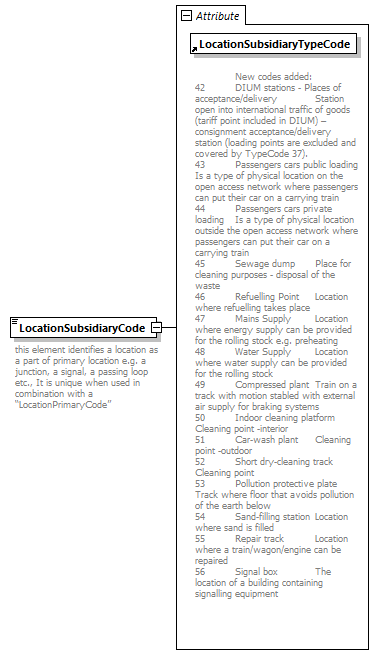 Attribute
LocationSubsidiaryTypeCode
New codes added:
42 DIUM stations - Places of
acceptance/delivery Station
open into international traffic of goods
(tariff point included in DIUM) –
consignment acceptance/delivery
station (loading points are excluded and
covered by TypeCode 37).
43 Passengers cars public loading
Is a type of physical location on the
open access network where passengers
can put their car on a carrying train
44 Passengers cars private
loading Is a type of physical location
outside the open access network where
passengers can put their car on a
carrying train
45 Sewage dump Place for
cleaning purposes - disposal of the
waste
46 Refuelling Point Location
where refuelling takes place
47 Mains Supply Location
where energy supply can be provided
for the rolling stock e.g. preheating
48 Water Supply Location
where water supply can be provided
for the rolling stock
49 Compressed plant Train on a
track with motion stabled with external
air supply for braking systems
50 Indoor cleaning platform
Cleaning point -interior
51 Car-wash plant Cleaning
point -outdoor
52 Short dry-cleaning track
Cleaning point
53 Pollution protective plate
Track where floor that avoids pollution
of the earth below
54 Sand-filling station Location
where sand is filled
55 Repair track Location
where a train/wagon/engine can be
repaired
56 Signal box The
location of a building containing
signalling equipment
LocationSubsidiaryCode
this element identifies a location as
a part of primary location e.g. a
junction, a signal, a passing loop
etc., It is unique when used in
combination with a
“LocationPrimaryCode”